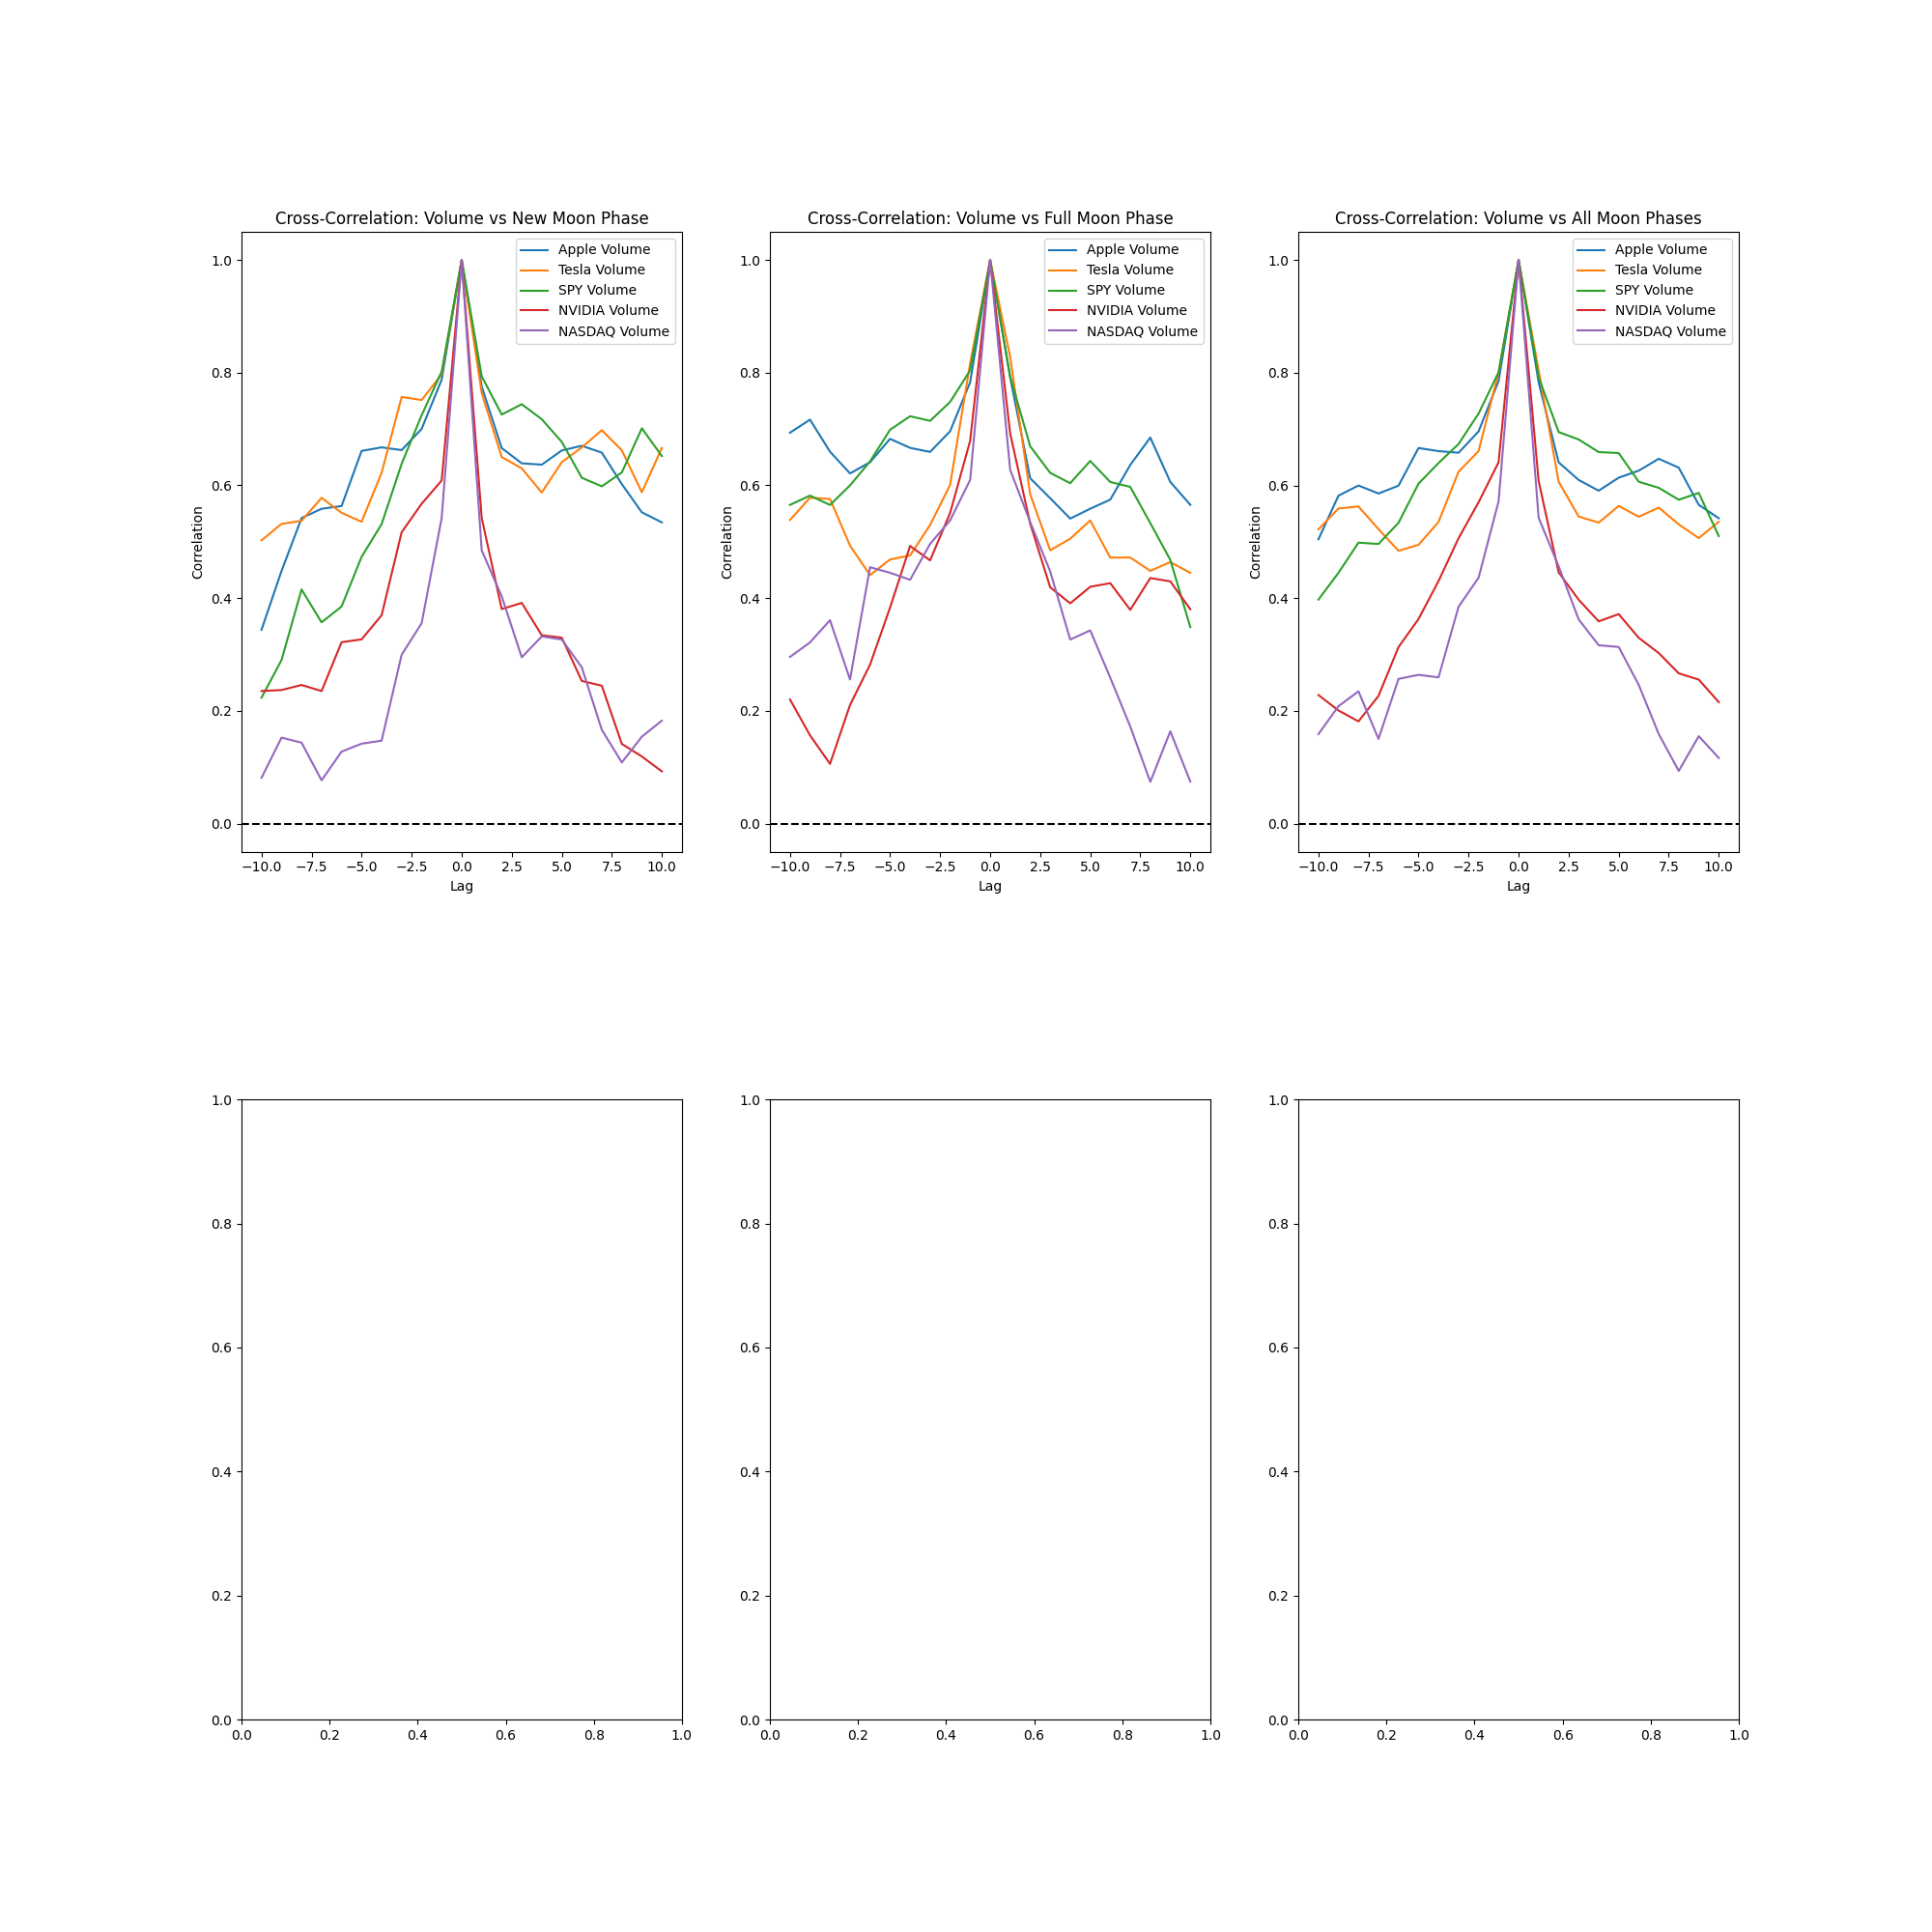 Cross-Correlation: Volume vs New Moon Phase
Apple Volume
Tesla Volume
SPY Volume
NVIDIA Volume
NASDAQ Volume
1.0
0.8
0.6
0.4
0.2
0.0
Correlation
−10.0 −7.5 −5.0 −2.5 0.0 2.5 5.0 7.5 10.0
Lag
Cross-Correlation: Volume vs Full Moon Phase
Apple Volume
Tesla Volume
SPY Volume
NVIDIA Volume
NASDAQ Volume
1.0
0.8
0.6
0.4
0.2
0.0
Correlation
−10.0 −7.5 −5.0 −2.5 0.0 2.5 5.0 7.5 10.0
Lag
Cross-Correlation: Volume vs All Moon Phases
Apple Volume
Tesla Volume
SPY Volume
NVIDIA Volume
NASDAQ Volume
1.0
0.8
0.6
0.4
0.2
0.0
Correlation
−10.0 −7.5 −5.0 −2.5 0.0 2.5 5.0 7.5 10.0
Lag
1.0
0.8
0.6
0.4
0.2
0.0
0.0 0.2 0.4 0.6 0.8 1.0
1.0
0.8
0.6
0.4
0.2
0.0
0.0 0.2 0.4 0.6 0.8 1.0
1.0
0.8
0.6
0.4
0.2
0.0
0.0 0.2 0.4 0.6 0.8 1.0